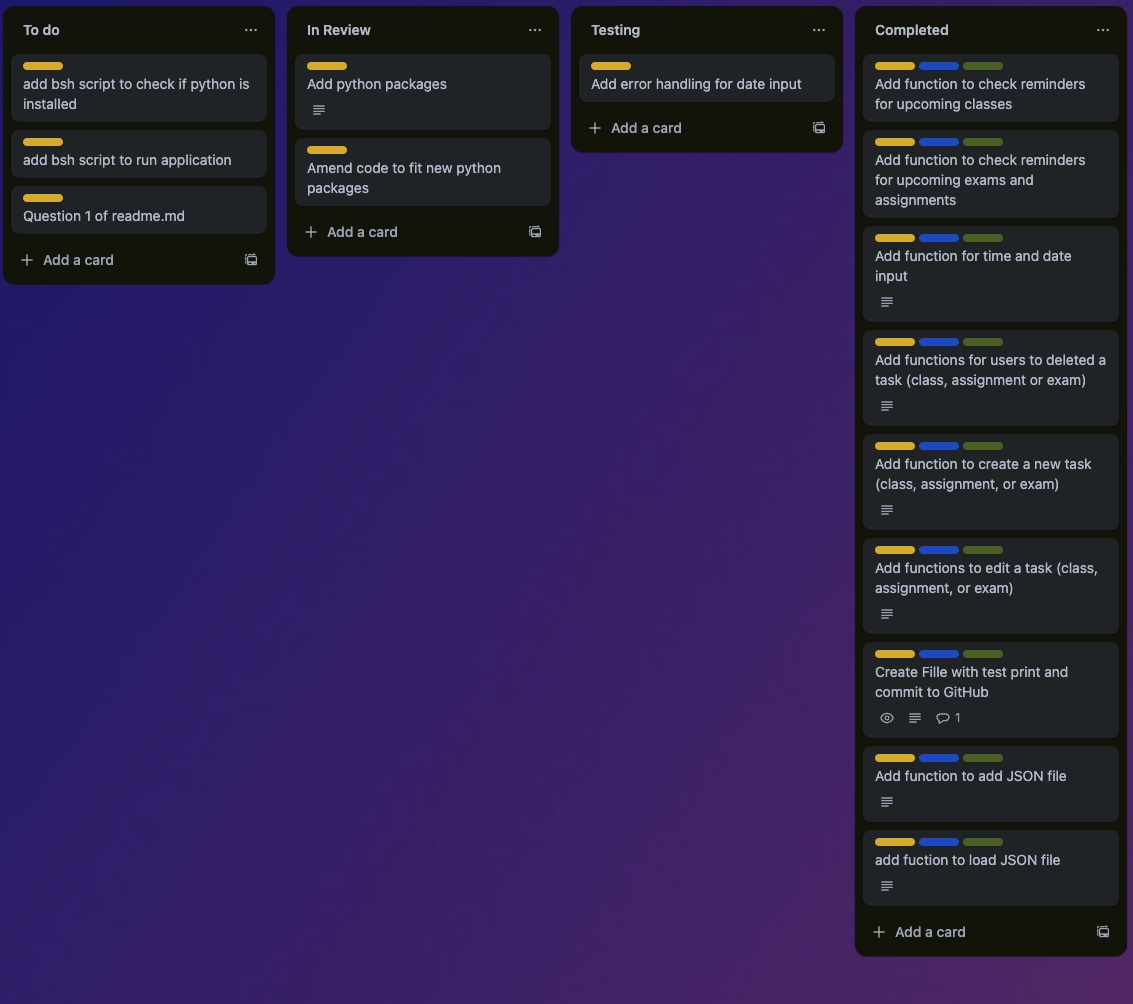 To do
add bsh script to check if python is
installed
add bsh script to run application
Question 1 of readme.md
Add a card
In Review
Add python packages
Amend code to fit new python
packages
Add a card
Testing
Add error handling for date input
Add a card
Completed
Add function to check reminders
for upcoming classes
Add function to check reminders
for upcoming exams and
assignments
Add function for time and date
input
Add functions for users to deleted a
task (class, assignment or exam)
Add function to create a new task
(class, assignment, or exam)
Add functions to edit a task (class,
assignment, or exam)
Create Fille with test print and
commit to GitHub
1
Add function to add JSON file
add fuction to load JSON file
Add a card